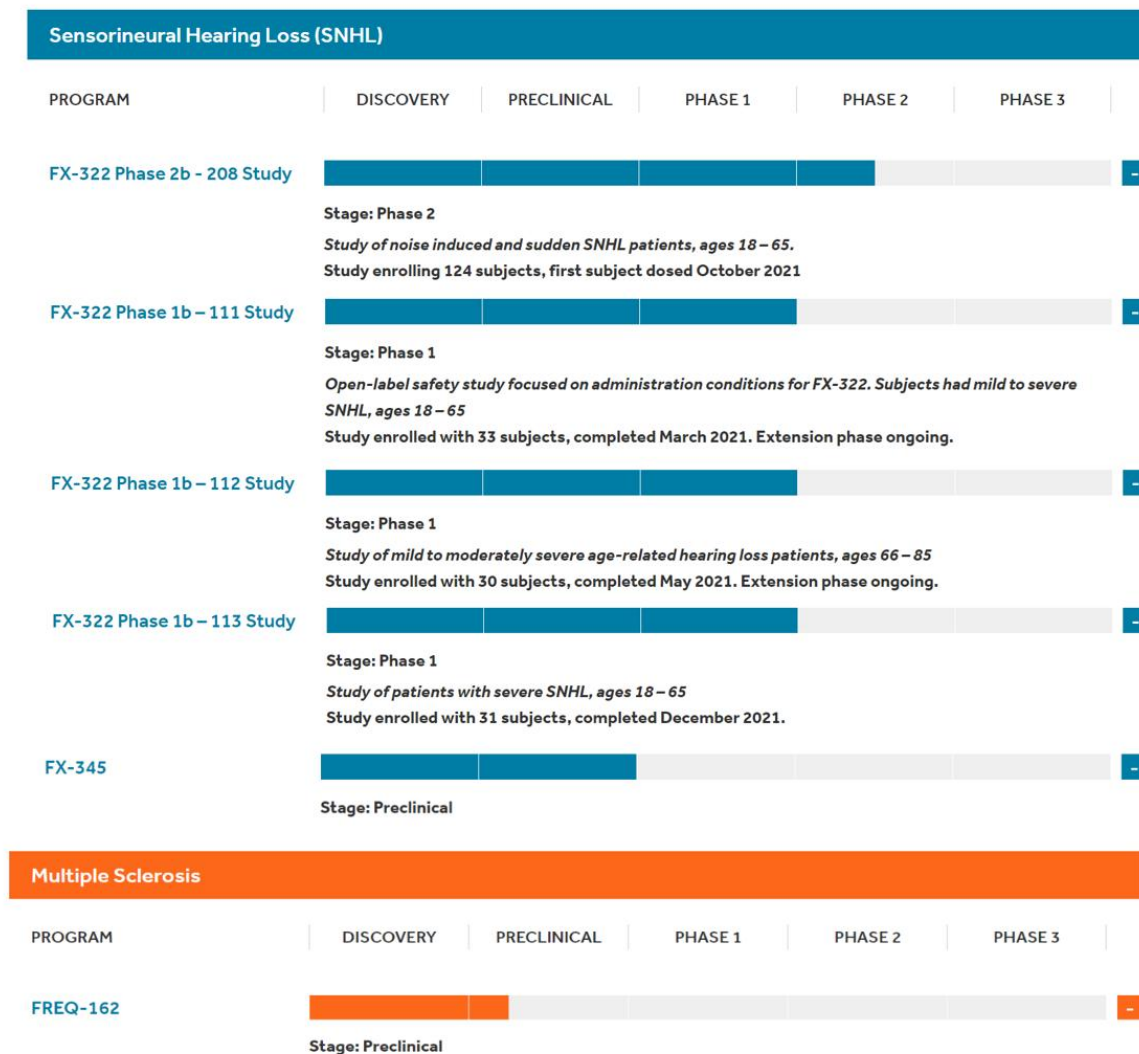 Sensorineural Hearing Loss (SNHL)
PROGRAM DISCOVERY PRECLINICAL PHASE 1 PHASE 2 PHASE 3
FX-322 Phase 2b - 208 Study
-
Stage: Phase 2
Study of noise induced and sudden SNHL patients, ages 18 – 65.
Study enrolling 124 subjects, first subject dosed October 2021
FX-322 Phase 1b – 111 Study
-
Stage: Phase 1
Open-label safety study focused on administration conditions for FX-322. Subjects had mild to severe
SNHL, ages 18 – 65
Study enrolled with 33 subjects, completed March 2021. Extension phase ongoing.
FX-322 Phase 1b – 112 Study
-
Stage: Phase 1
Study of mild to moderately severe age-related hearing loss patients, ages 66 – 85
Study enrolled with 30 subjects, completed May 2021. Extension phase ongoing.
FX-322 Phase 1b – 113 Study
-
Stage: Phase 1
Study of patients with severe SNHL, ages 18 – 65
Study enrolled with 31 subjects, completed December 2021.
FX-345
-
Stage: Preclinical
Multiple Sclerosis
PROGRAM DISCOVERY PRECLINICAL PHASE 1 PHASE 2 PHASE 3
FREQ-162
-
Stage: Preclinical